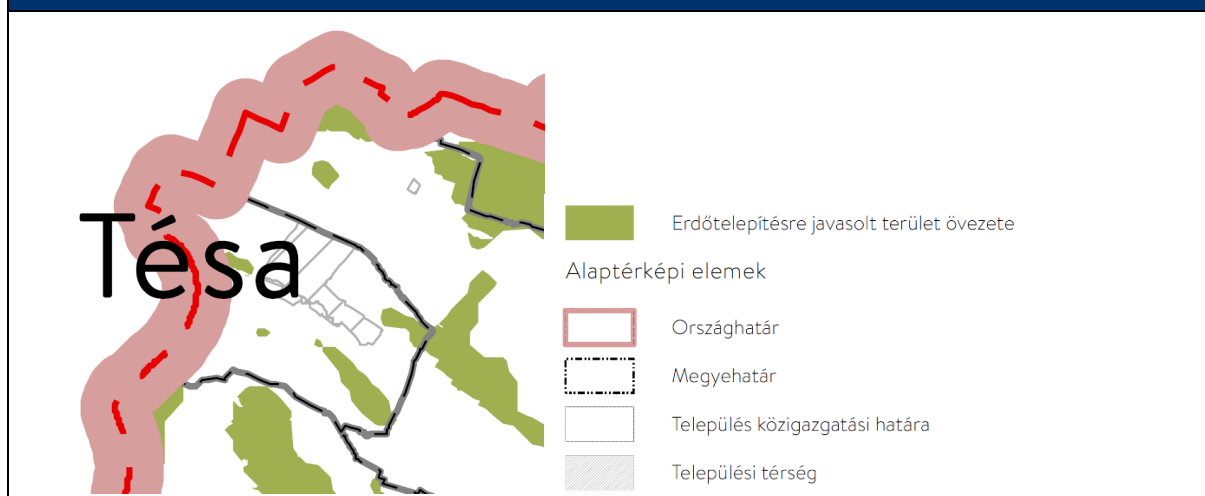 Tésa
Erdőtelepítésre javasolt terület övezete
Alaptérképi elemek
Országhatár
Megyehatár
Település közigazgatási határa
Települési térség